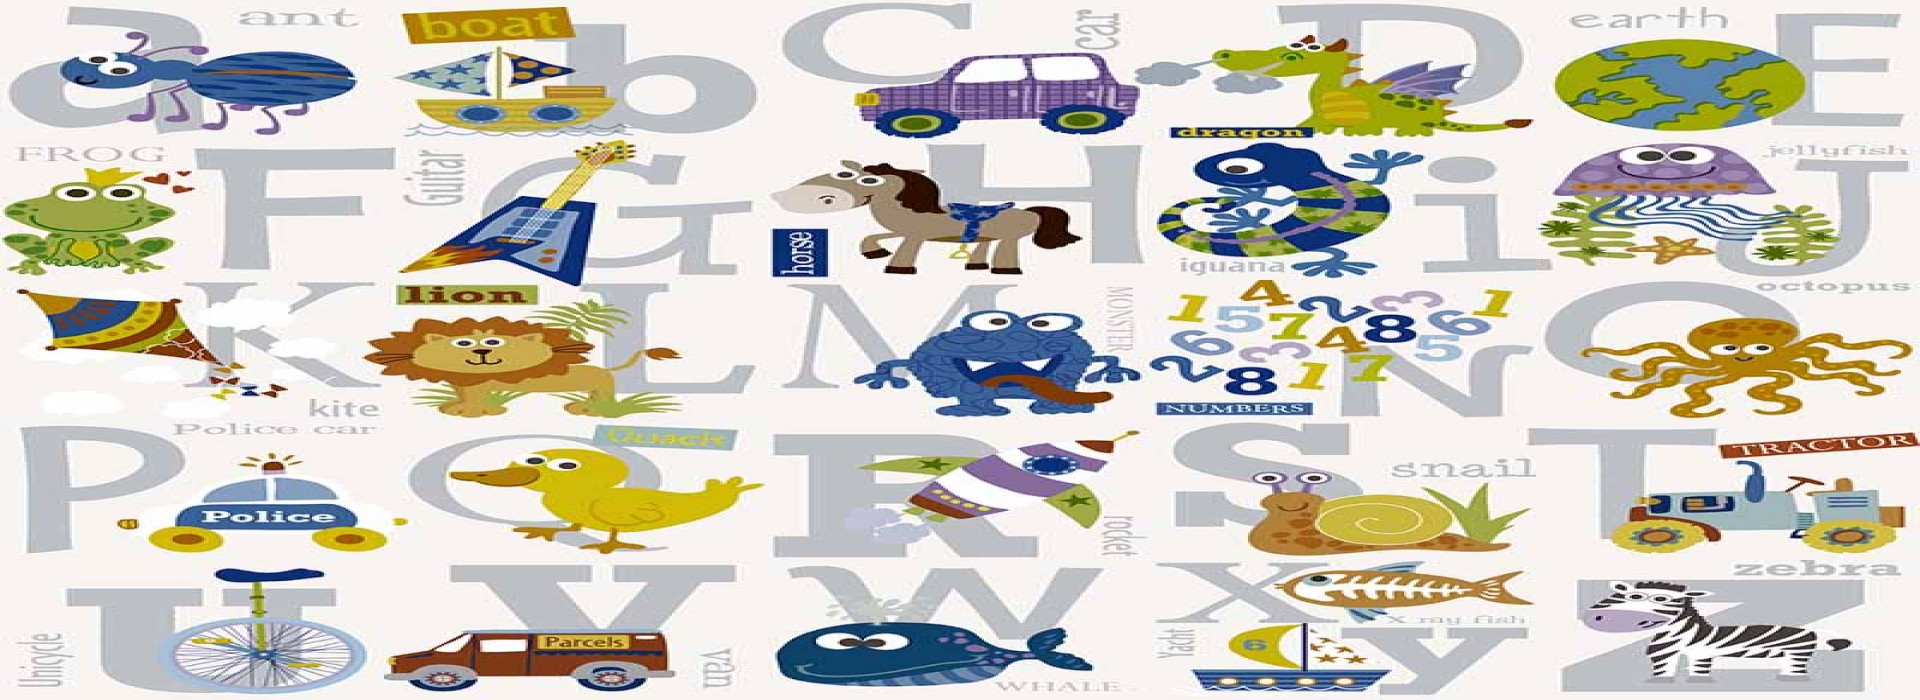 a
ant
boat
b
C
car
D
dragon
earth
E
FROG
F
Guitar
G
horse
H
i
iguana
J
jellyfish
K
kite
lion
L
M
MONSTER
4 2 3 1
1 5 7 8 6
6 3 4 5
2 8 1 7
NUMBERS
N
octopus
O
Police car
P
Police
Q
Quack
R
rocket
S
snail
T
TRACTOR
Unicycle
U
V
Parcels
van
W
WHALE
X
X ray fish
Yacht
6
y
zebra
Z